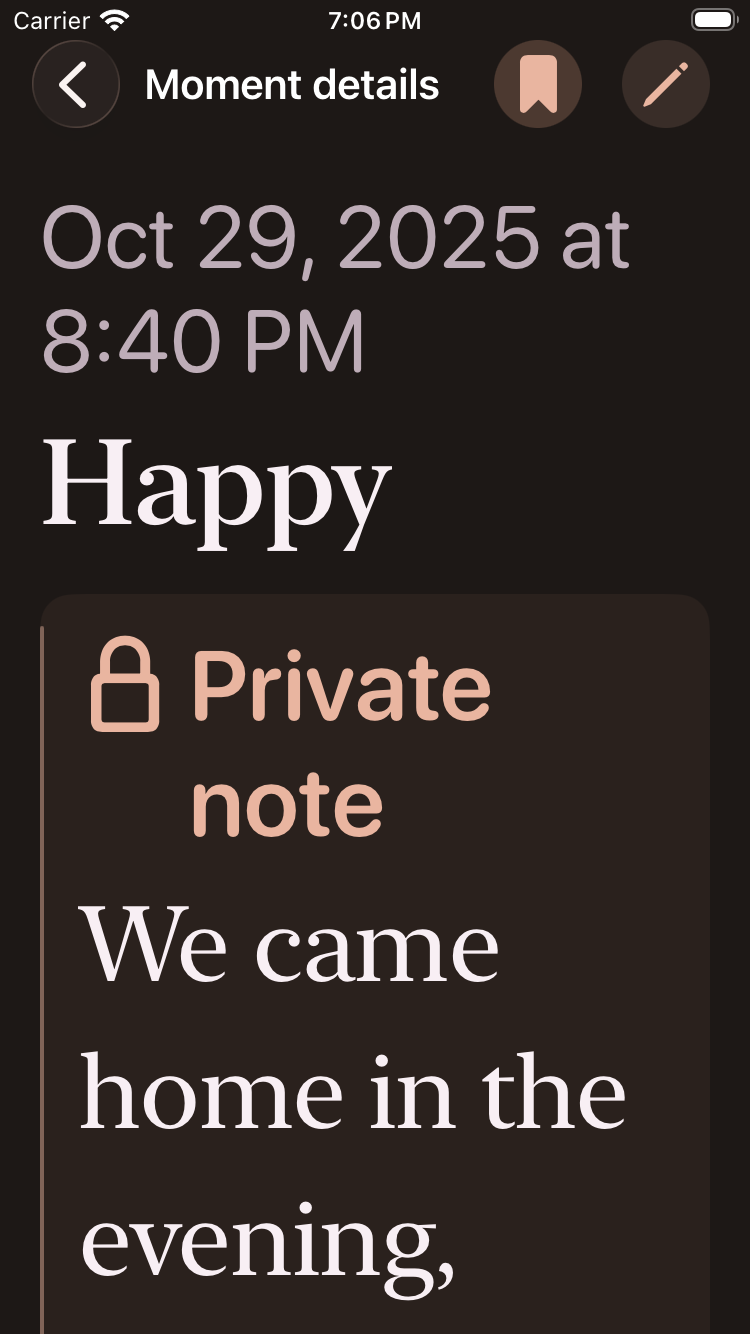 Carrier 7:06 PM
Moment details
Oct 29, 2025 at
8:40 PM
Happy
Private
note
We came
home in the
evening,